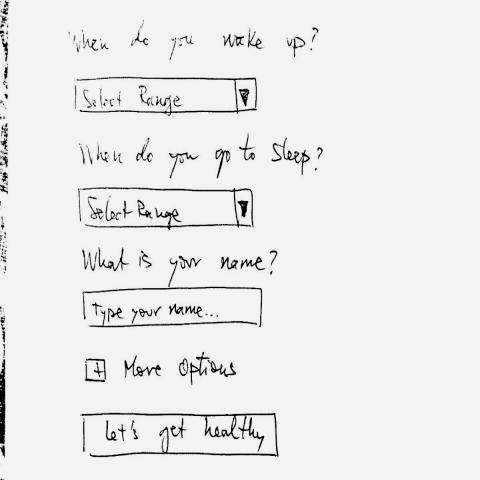 When do you wake up?
Select Range
When do you go to sleep?
Select Range
What is your name?
Type your name...
+ More Options
Let's get healthy